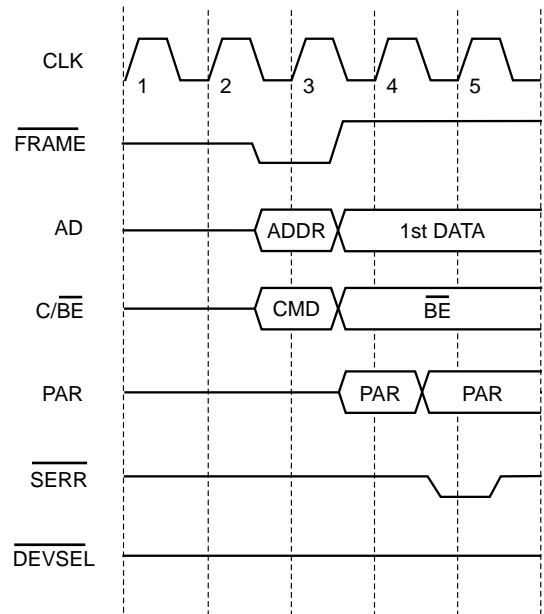 CLK
1 2 3 4 5
FRAME
AD ADDR 1st DATA
C/BE CMD BE
PAR PAR PAR
SERR
DEVSEL